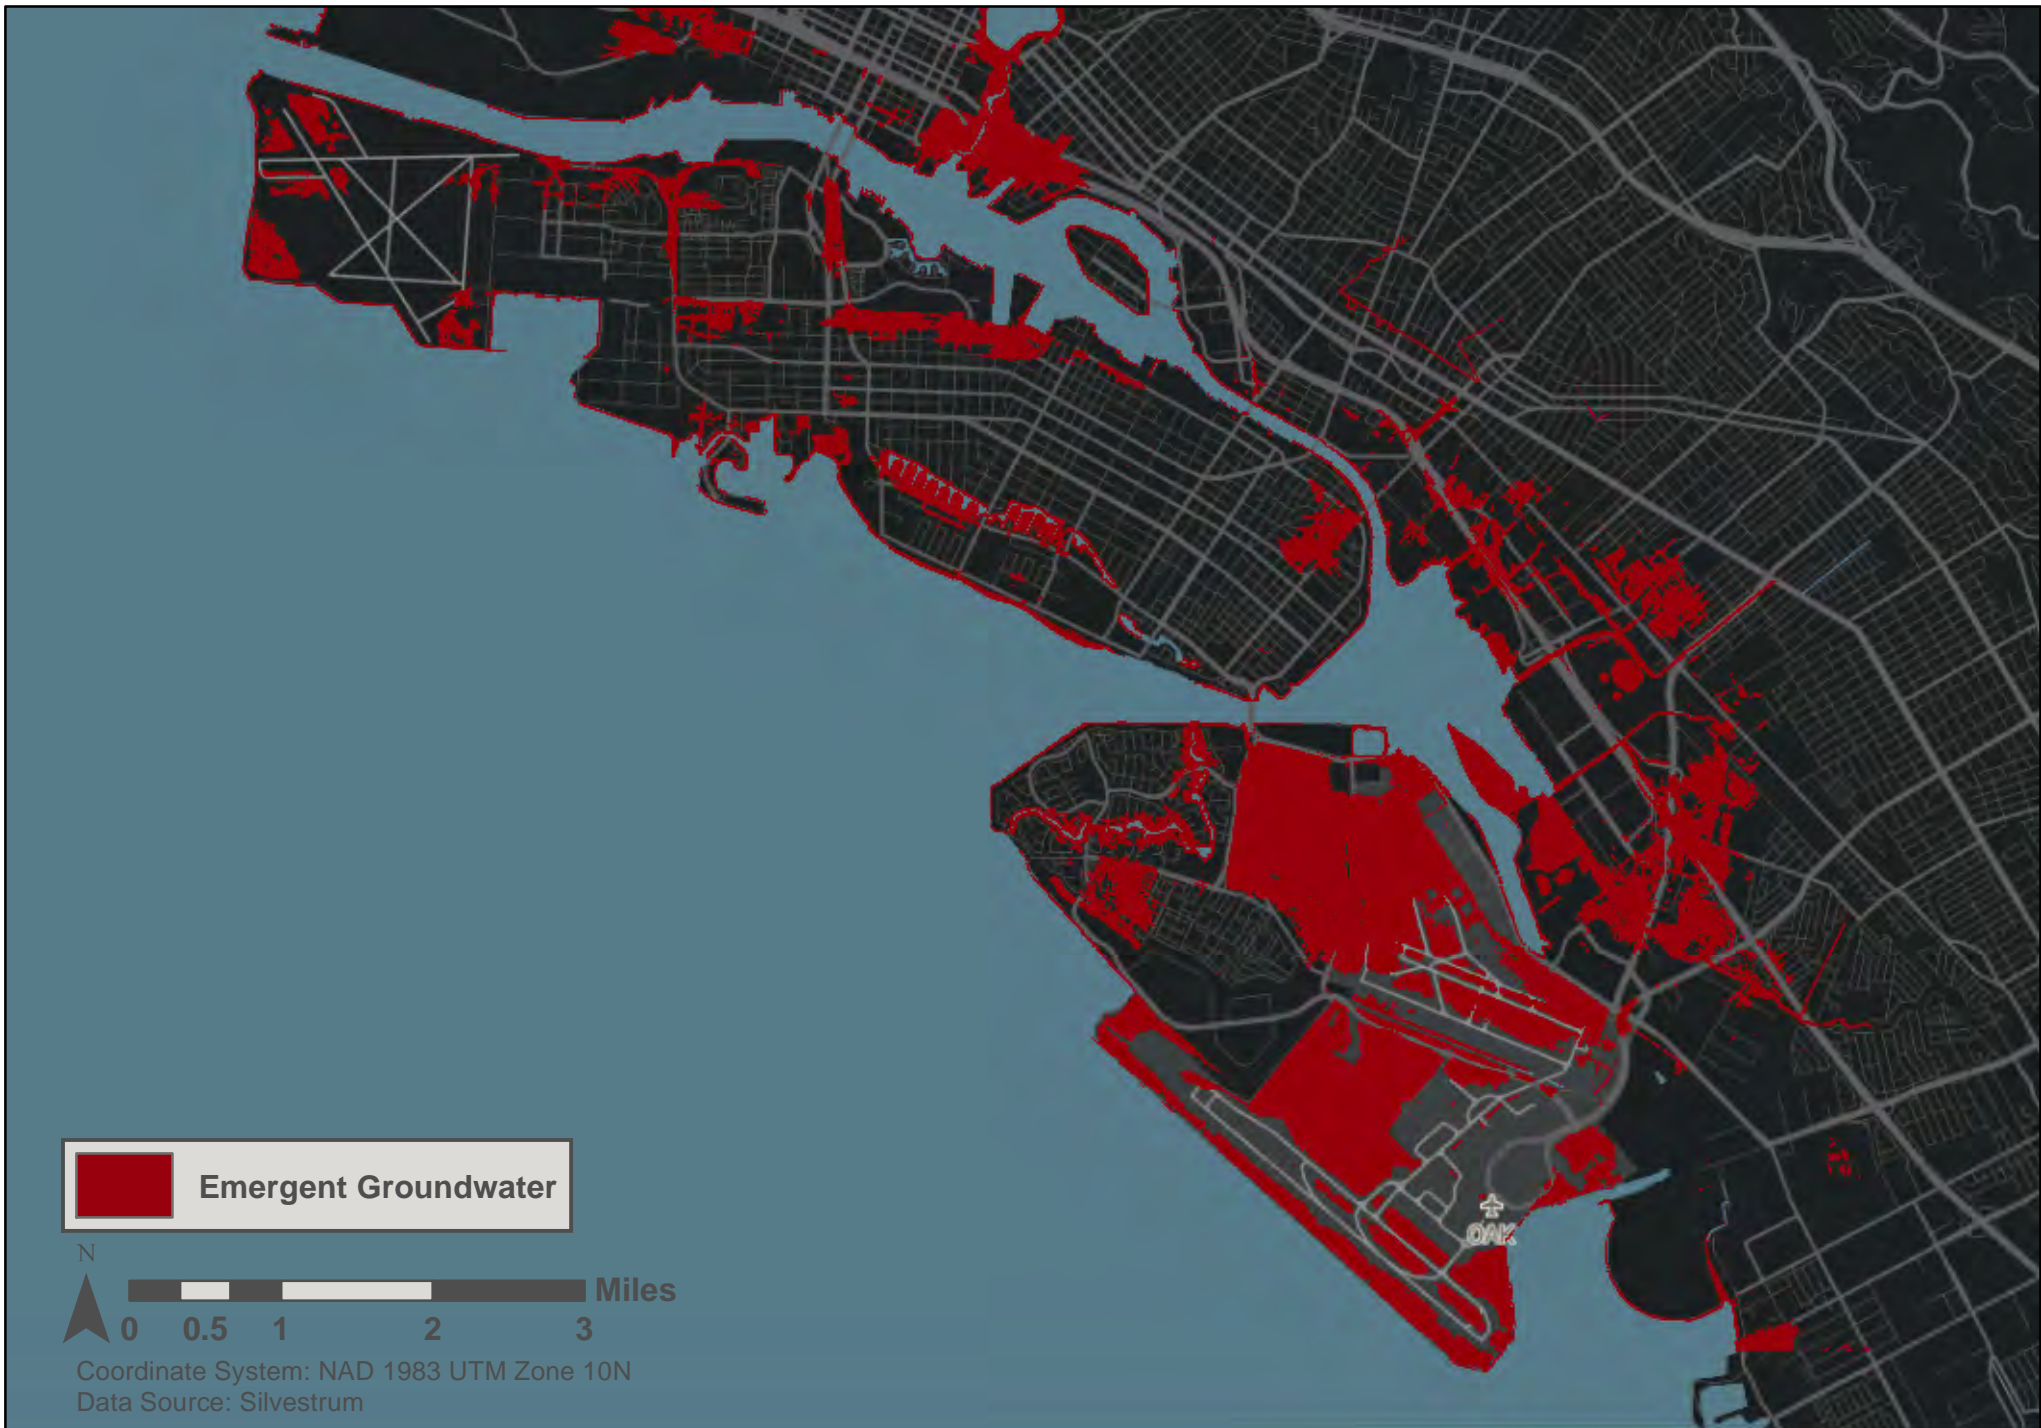 OAK
Emergent Groundwater
N
Miles
0 0.5 1 2 3
Coordinate System: NAD 1983 UTM Zone 10N
Data Source: Silvestrum